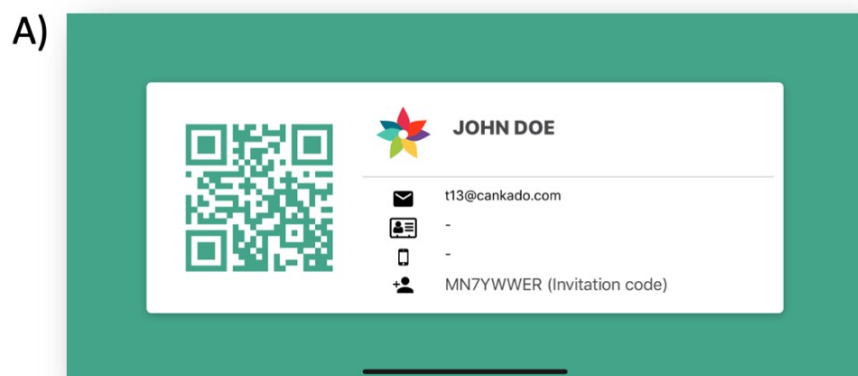 A)
JOHN DOE
t13@cankado.com
-
-
MN7YWWER (Invitation code)